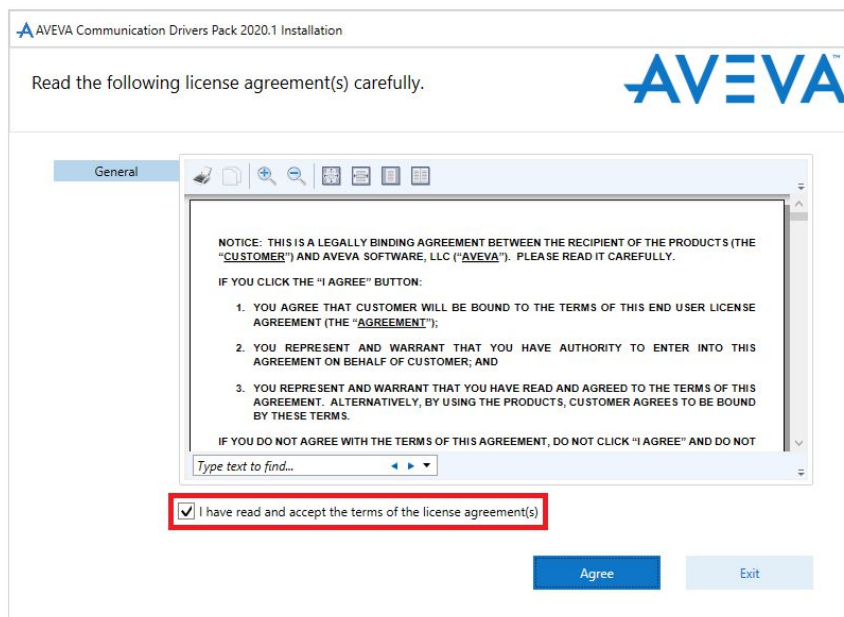 AVEVA Communication Drivers Pack 2020.1 Installation
Read the following license agreement(s) carefully.
AVEVA™
General
NOTICE: THIS IS A LEGALLY BINDING AGREEMENT BETWEEN THE RECIPIENT OF THE PRODUCTS (THE
“CUSTOMER”) AND AVEVA SOFTWARE, LLC (“AVEVA”). PLEASE READ IT CAREFULLY.
IF YOU CLICK THE “I AGREE” BUTTON:
1. YOU AGREE THAT CUSTOMER WILL BE BOUND TO THE TERMS OF THIS END USER LICENSE
AGREEMENT (THE “AGREEMENT”);
2. YOU REPRESENT AND WARRANT THAT YOU HAVE AUTHORITY TO ENTER INTO THIS
AGREEMENT ON BEHALF OF CUSTOMER; AND
3. YOU REPRESENT AND WARRANT THAT YOU HAVE READ AND AGREED TO THE TERMS OF THIS
AGREEMENT. ALTERNATIVELY, BY USING THE PRODUCTS, CUSTOMER AGREES TO BE BOUND
BY THESE TERMS.
IF YOU DO NOT AGREE WITH THE TERMS OF THIS AGREEMENT, DO NOT CLICK “I AGREE” AND DO NOT
Type text to find...
I have read and accept the terms of the license agreement(s)
Agree
Exit